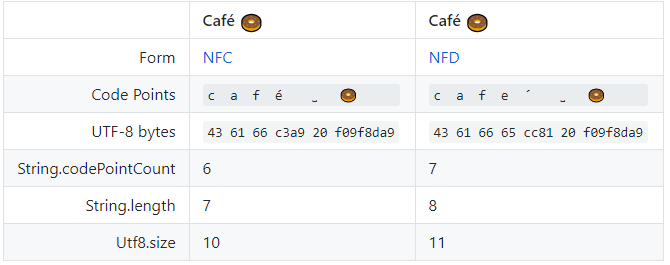 Café 🍩 Café 🍩
Form NFC NFD
Code Points c a f é ␣ 🍩 c a f e ´ ␣ 🍩
UTF-8 bytes 43 61 66 c3a9 20 f09f8da9 43 61 66 65 cc81 20 f09f8da9
String.codePointCount 6 7
String.length 7 8
Utf8.size 10 11